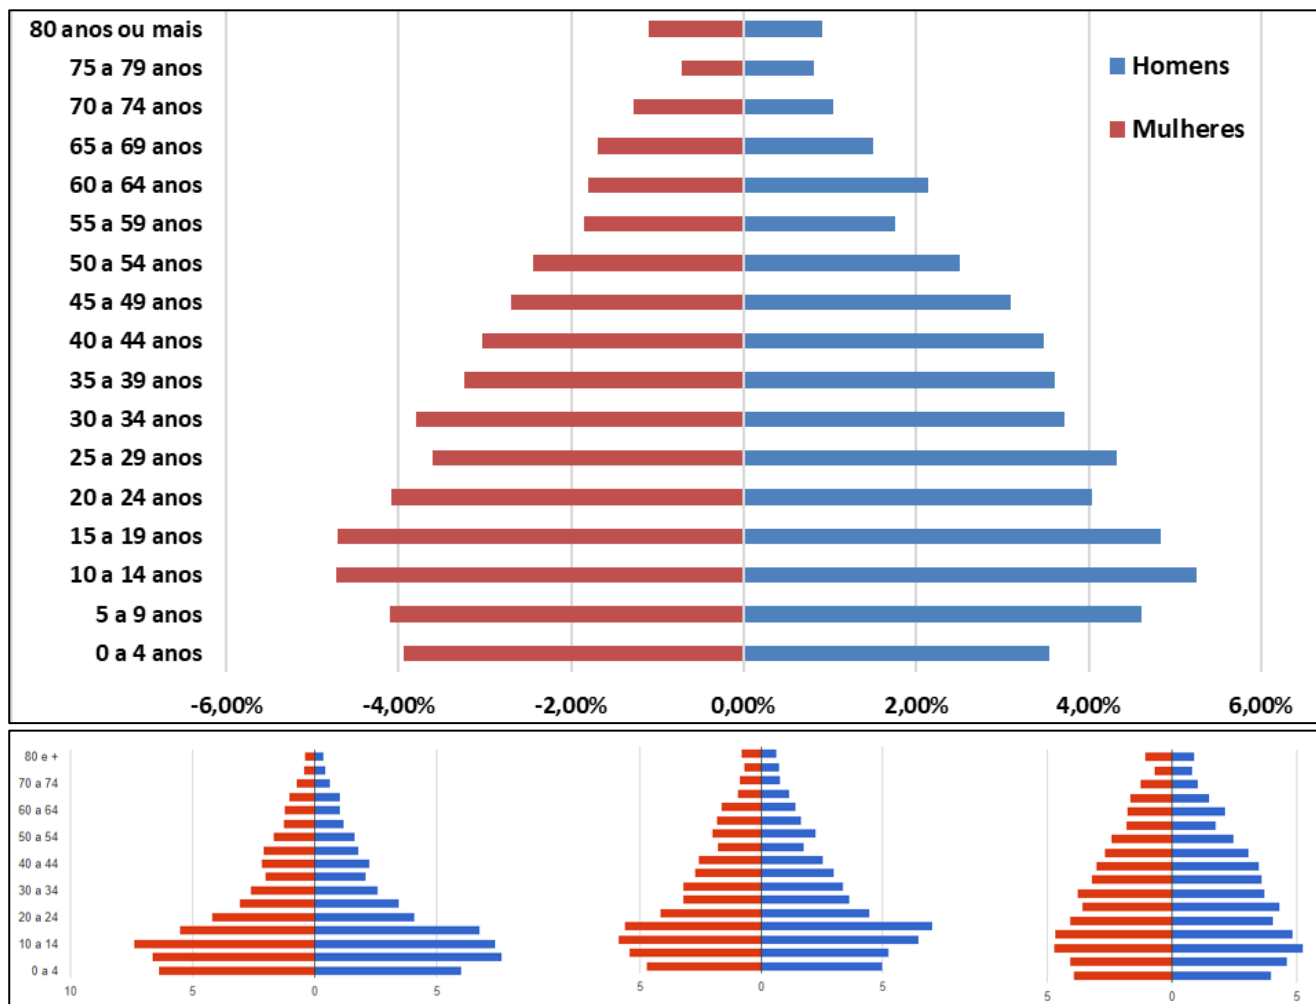 80 anos ou mais
75 a 79 anos
70 a 74 anos
65 a 69 anos
60 a 64 anos
55 a 59 anos
50 a 54 anos
45 a 49 anos
40 a 44 anos
35 a 39 anos
30 a 34 anos
25 a 29 anos
20 a 24 anos
15 a 19 anos
10 a 14 anos
5 a 9 anos
0 a 4 anos
Homens
Mulheres
-6,00% -4,00% -2,00% 0,00% 2,00% 4,00% 6,00%
80 e +
70 a 74
60 a 64
50 a 54
40 a 44
30 a 34
20 a 24
10 a 14
0 a 4
10 5 0 5
5 0 5
5 0 5